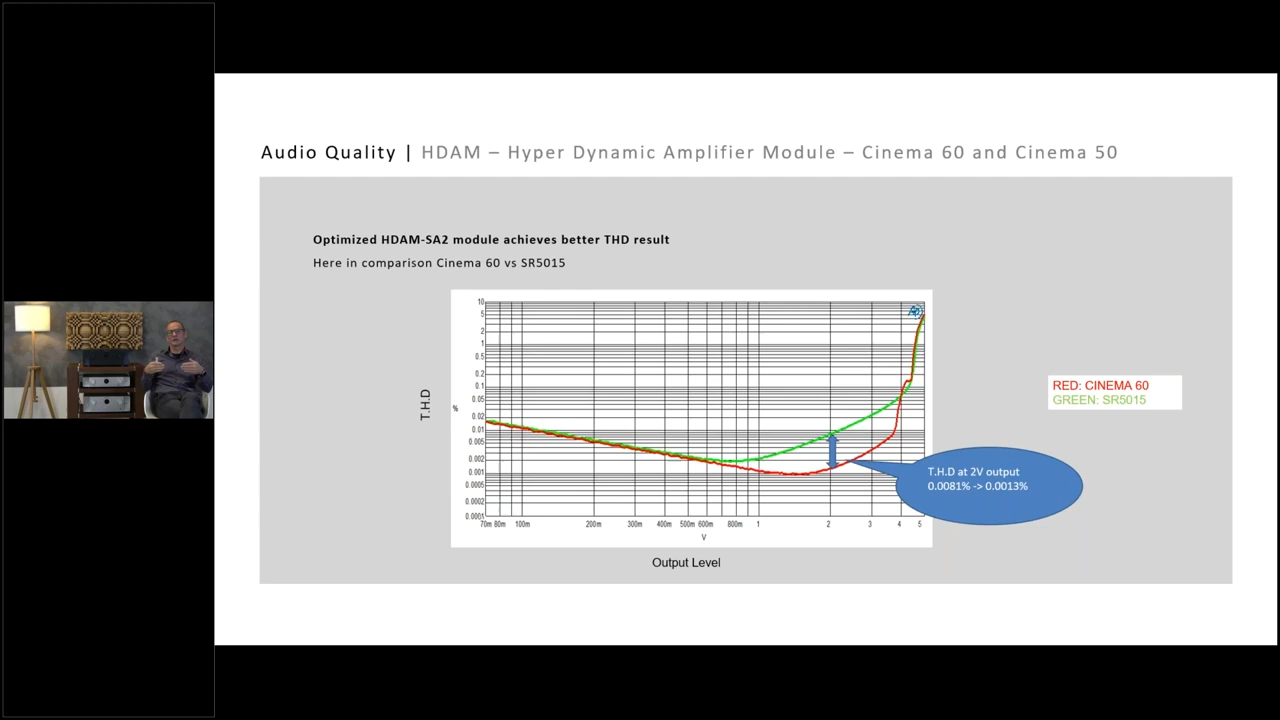 Audio Quality | HDAM – Hyper Dynamic Amplifier Module – Cinema 60 and Cinema 50
Optimized HDAM-SA2 module achieves better THD result
Here in comparison Cinema 60 vs SR5015
T.H.D
%
10
5
2
1
0.5
0.2
0.1
0.05
0.02
0.01
0.005
0.002
0.001
0.0005
0.0002
0.0001
70m 80m 100m 200m 300m 400m 500m 600m 800m 1 2 3 4 5
V
Output Level
AP
RED: CINEMA 60
GREEN: SR5015
T.H.D at 2V output
0.0081% -> 0.0013%